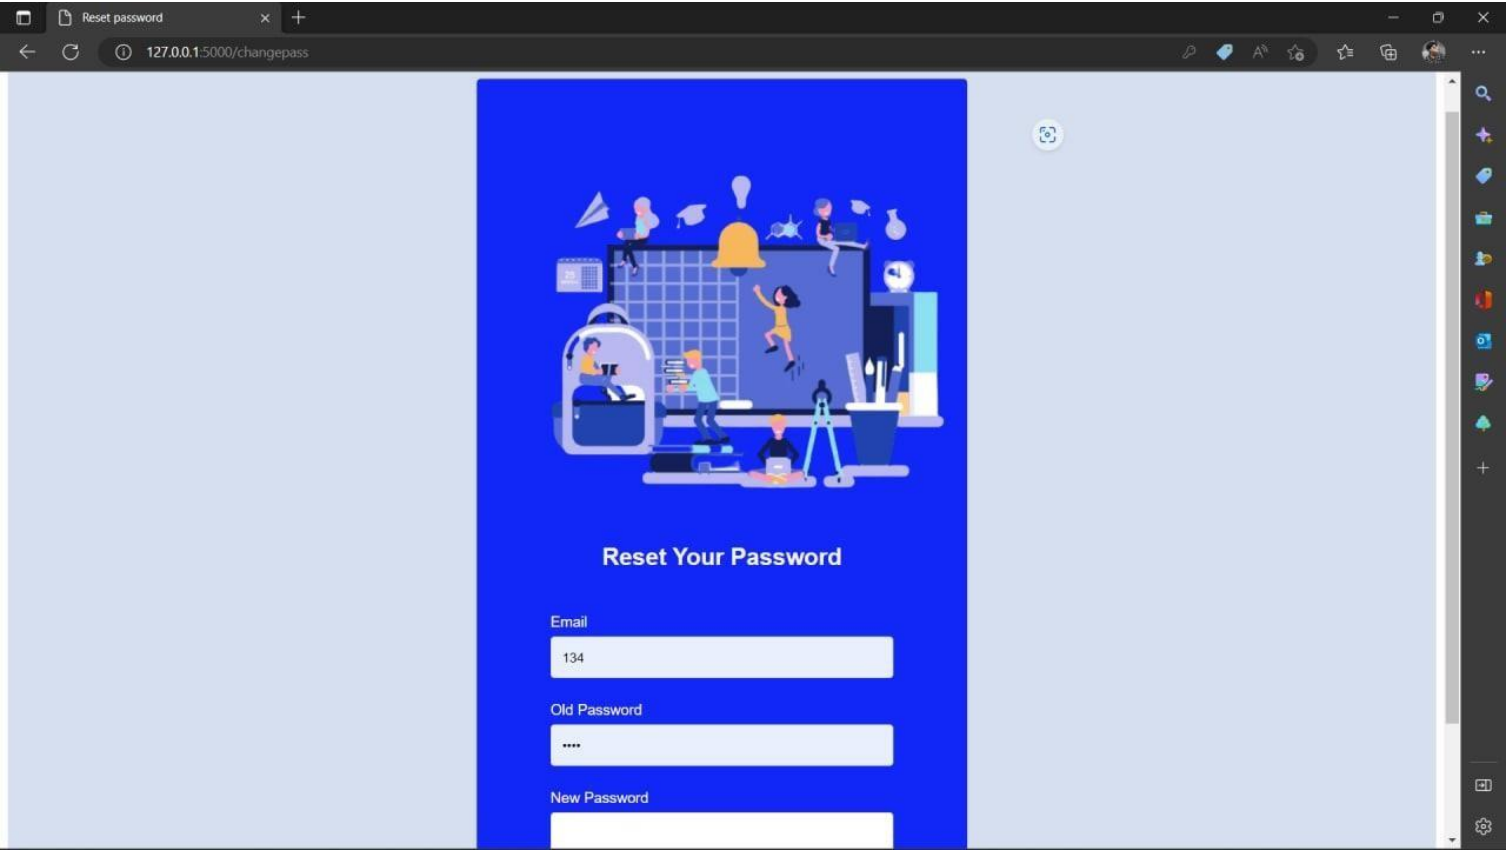 Reset password
127.0.0.1:5000/changepass
Reset Your Password
Email
134
Old Password
••••
New Password